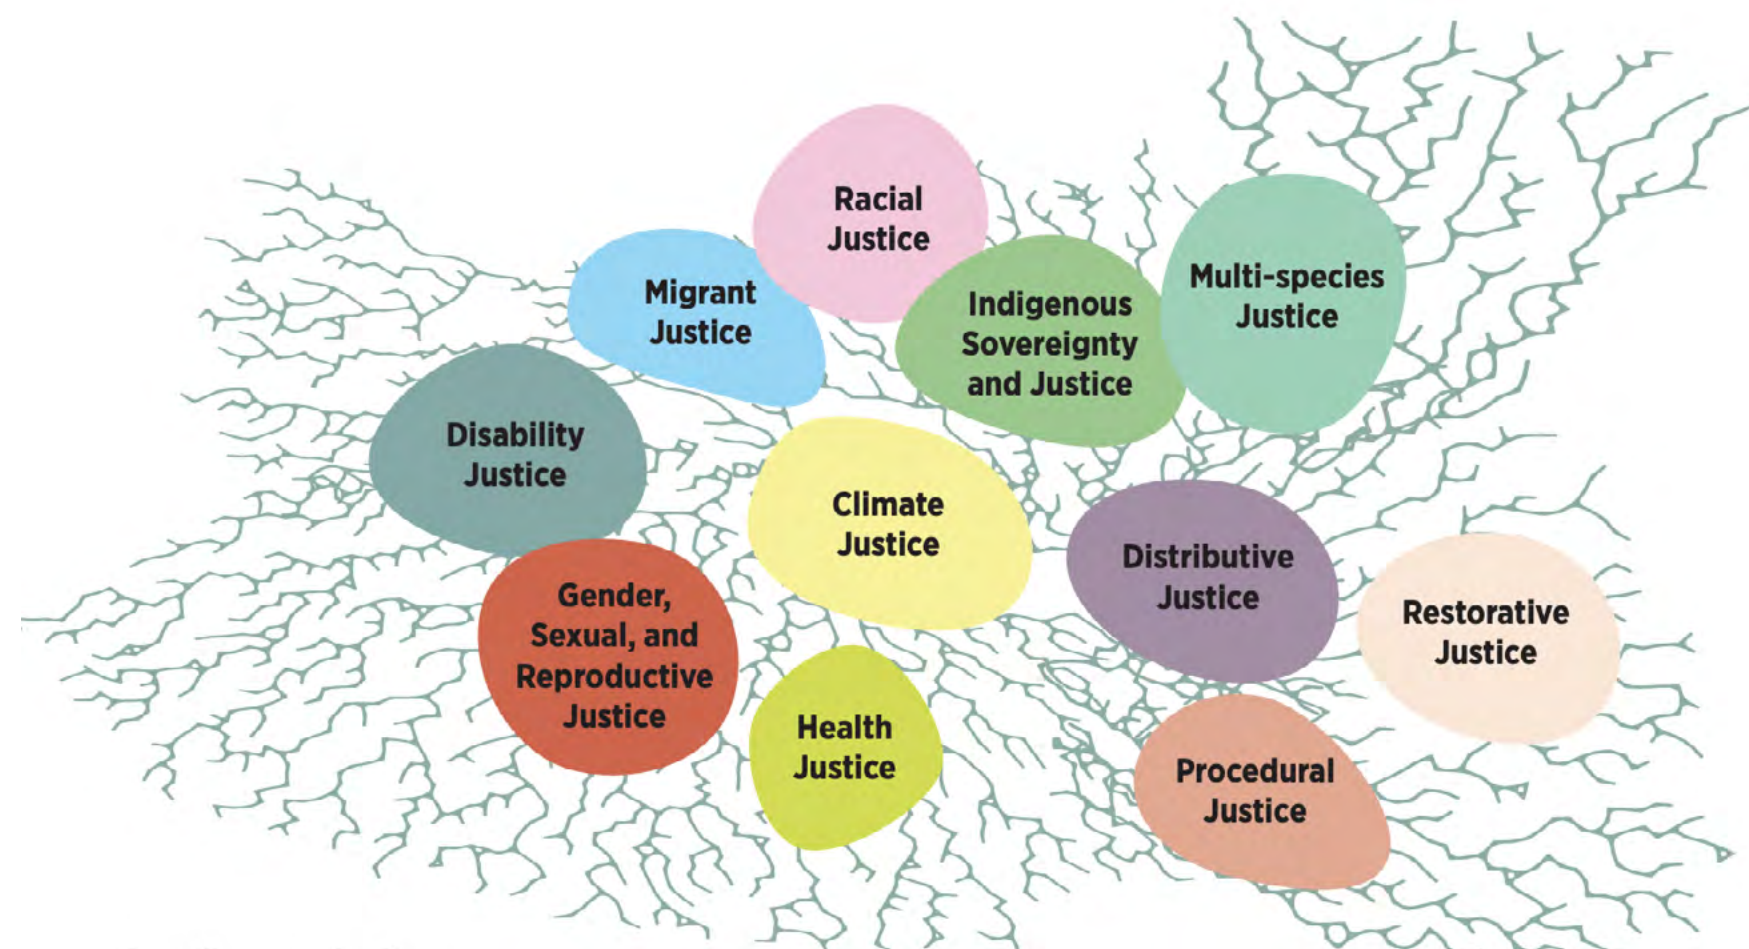 Racial
Justice
Migrant
Justice
Indigenous
Sovereignty
and Justice
Multi-species
Justice
Disability
Justice
Climate
Justice
Distributive
Justice
Restorative
Justice
Gender,
Sexual, and
Reproductive
Justice
Health
Justice
Procedural
Justice